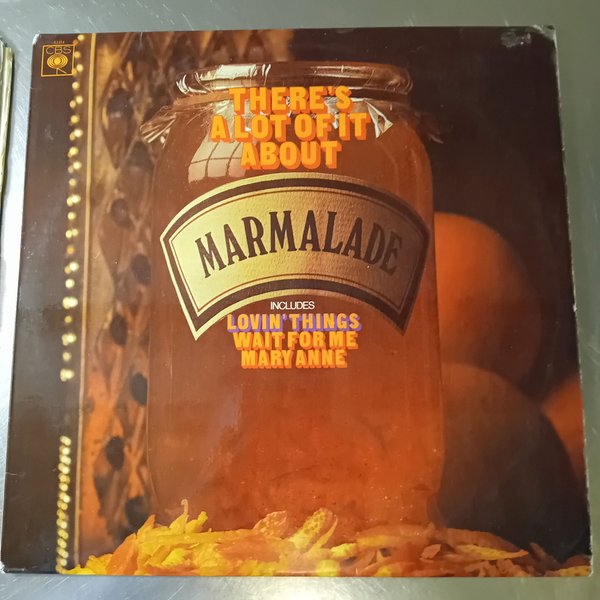 CBS
THERE'S
A LOT OF IT
ABOUT
MARMALADE
INCLUDES
LOVIN' THINGS
WAIT FOR ME
MARY ANNE